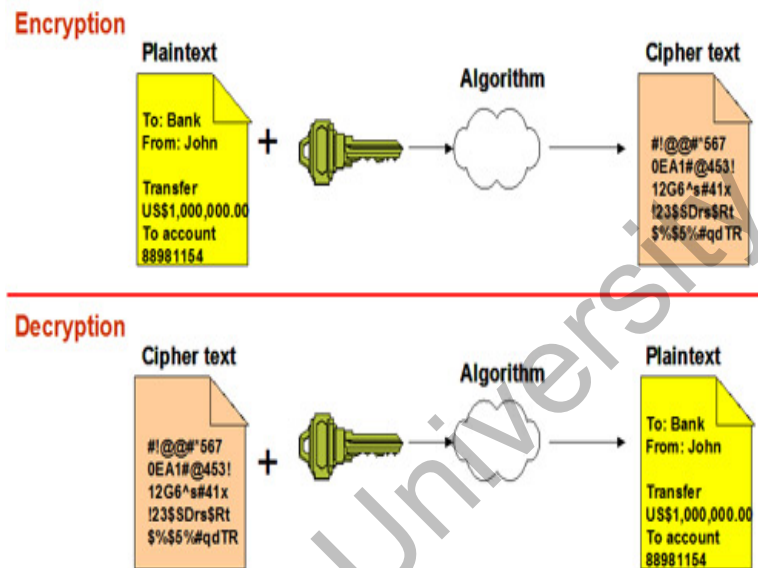 Encryption
Plaintext
Algorithm
Cipher text
To: Bank
From: John
Transfer
US$1,000,000.00
To account
88981154
+
#!@@#*567
0EA1#@453!
12G6^s#41x
!23$SDrs$Rt
$%$5%#qdTR
Decryption
Cipher text
Algorithm
Plaintext
#!@@#*567
0EA1#@453!
12G6^s#41x
!23$SDrs$Rt
$%$5%#qdTR
+
To: Bank
From: John
Transfer
US$1,000,000.00
To account
88981154
University